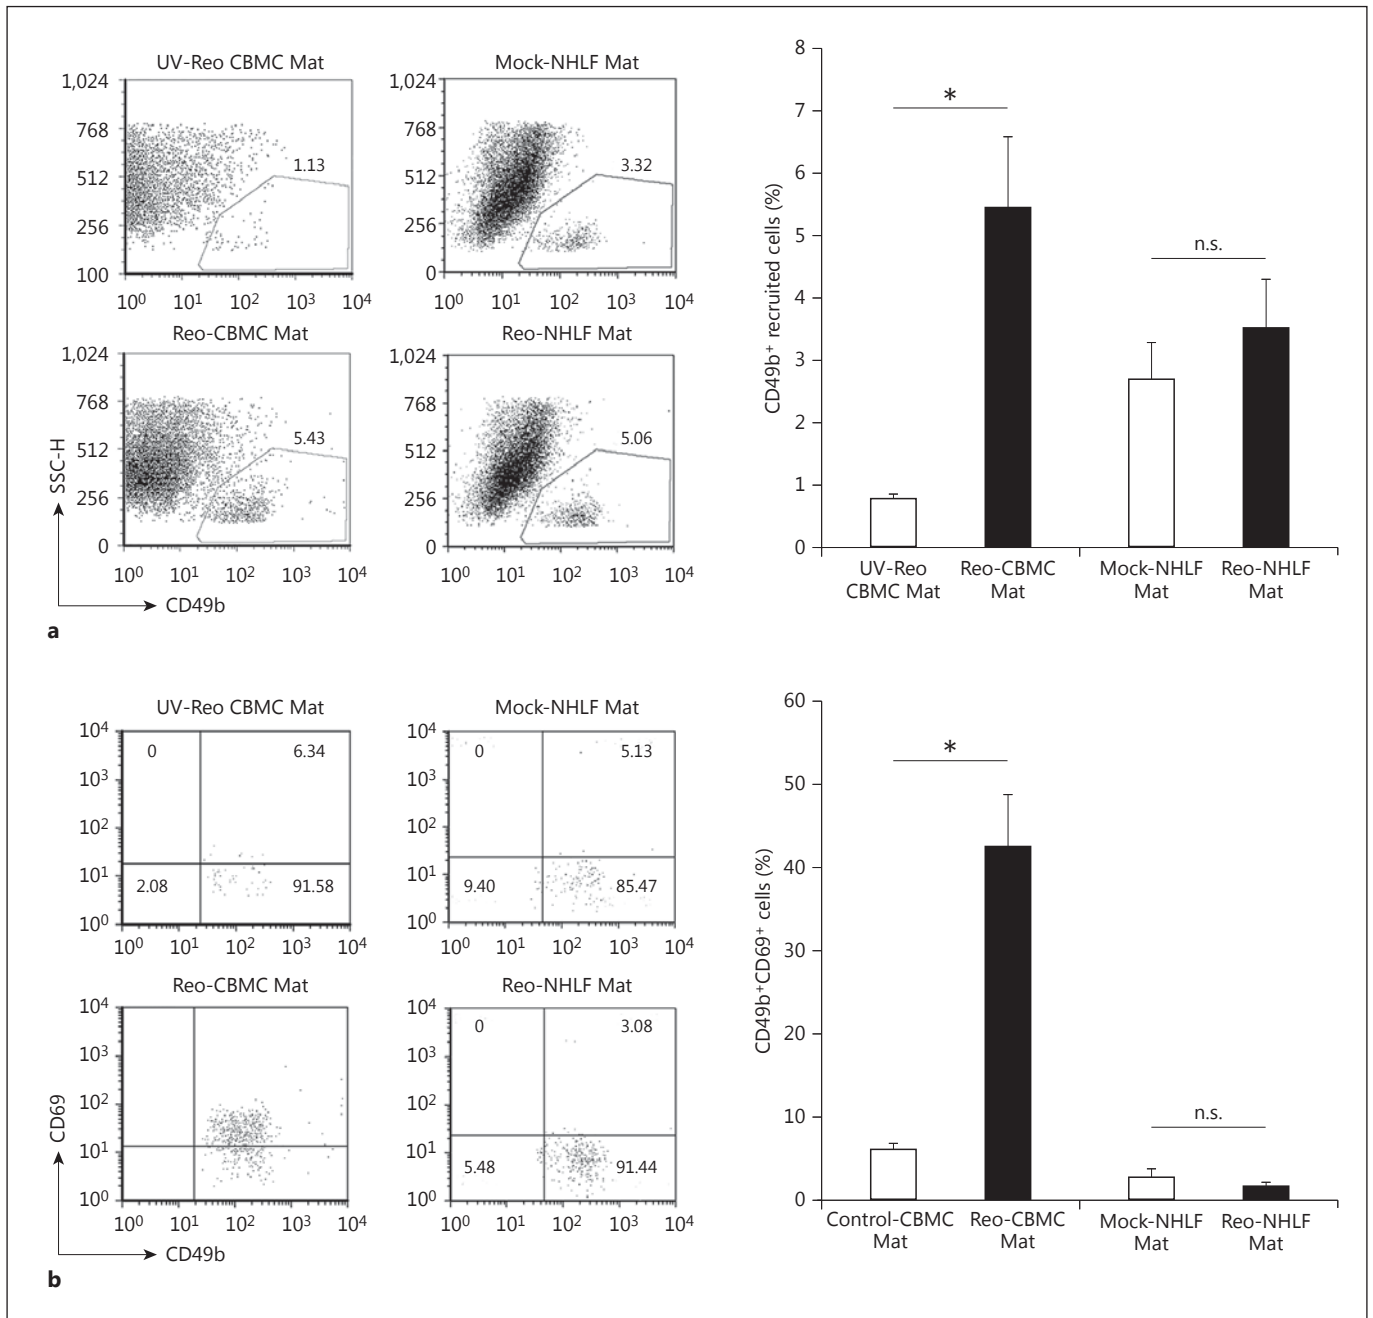 UV-Reo CBMC Mat
1,024
768
512
256
100
1.13
10⁰ 10¹ 10² 10³ 10⁴
Mock-NHLF Mat
1,024
768
512
256
0
3.32
10⁰ 10¹ 10² 10³ 10⁴
Reo-CBMC Mat
1,024
768
512
256
0
5.43
10⁰ 10¹ 10² 10³ 10⁴
Reo-NHLF Mat
1,024
768
512
256
0
5.06
10⁰ 10¹ 10² 10³ 10⁴
SSC-H
CD49b
CD49b⁺ recruited cells (%)
8
7
6
5
4
3
2
1
0
*
n.s.
UV-Reo
CBMC Mat
Reo-CBMC
Mat
Mock-NHLF
Mat
Reo-NHLF
Mat
a
UV-Reo CBMC Mat
10⁴
10³
10²
10¹
10⁰
0 6.34
2.08 91.58
10⁰ 10¹ 10² 10³ 10⁴
Mock-NHLF Mat
10⁴
10³
10²
10¹
10⁰
0 5.13
9.40 85.47
10⁰ 10¹ 10² 10³ 10⁴
Reo-CBMC Mat
10⁴
10³
10²
10¹
10⁰
10⁰ 10¹ 10² 10³ 10⁴
Reo-NHLF Mat
10⁴
10³
10²
10¹
10⁰
0 3.08
5.48 91.44
10⁰ 10¹ 10² 10³ 10⁴
CD69
CD49b
CD49b⁺CD69⁺ cells (%)
60
50
40
30
20
10
0
*
n.s.
Control-CBMC
Mat
Reo-CBMC
Mat
Mock-NHLF
Mat
Reo-NHLF
Mat
b